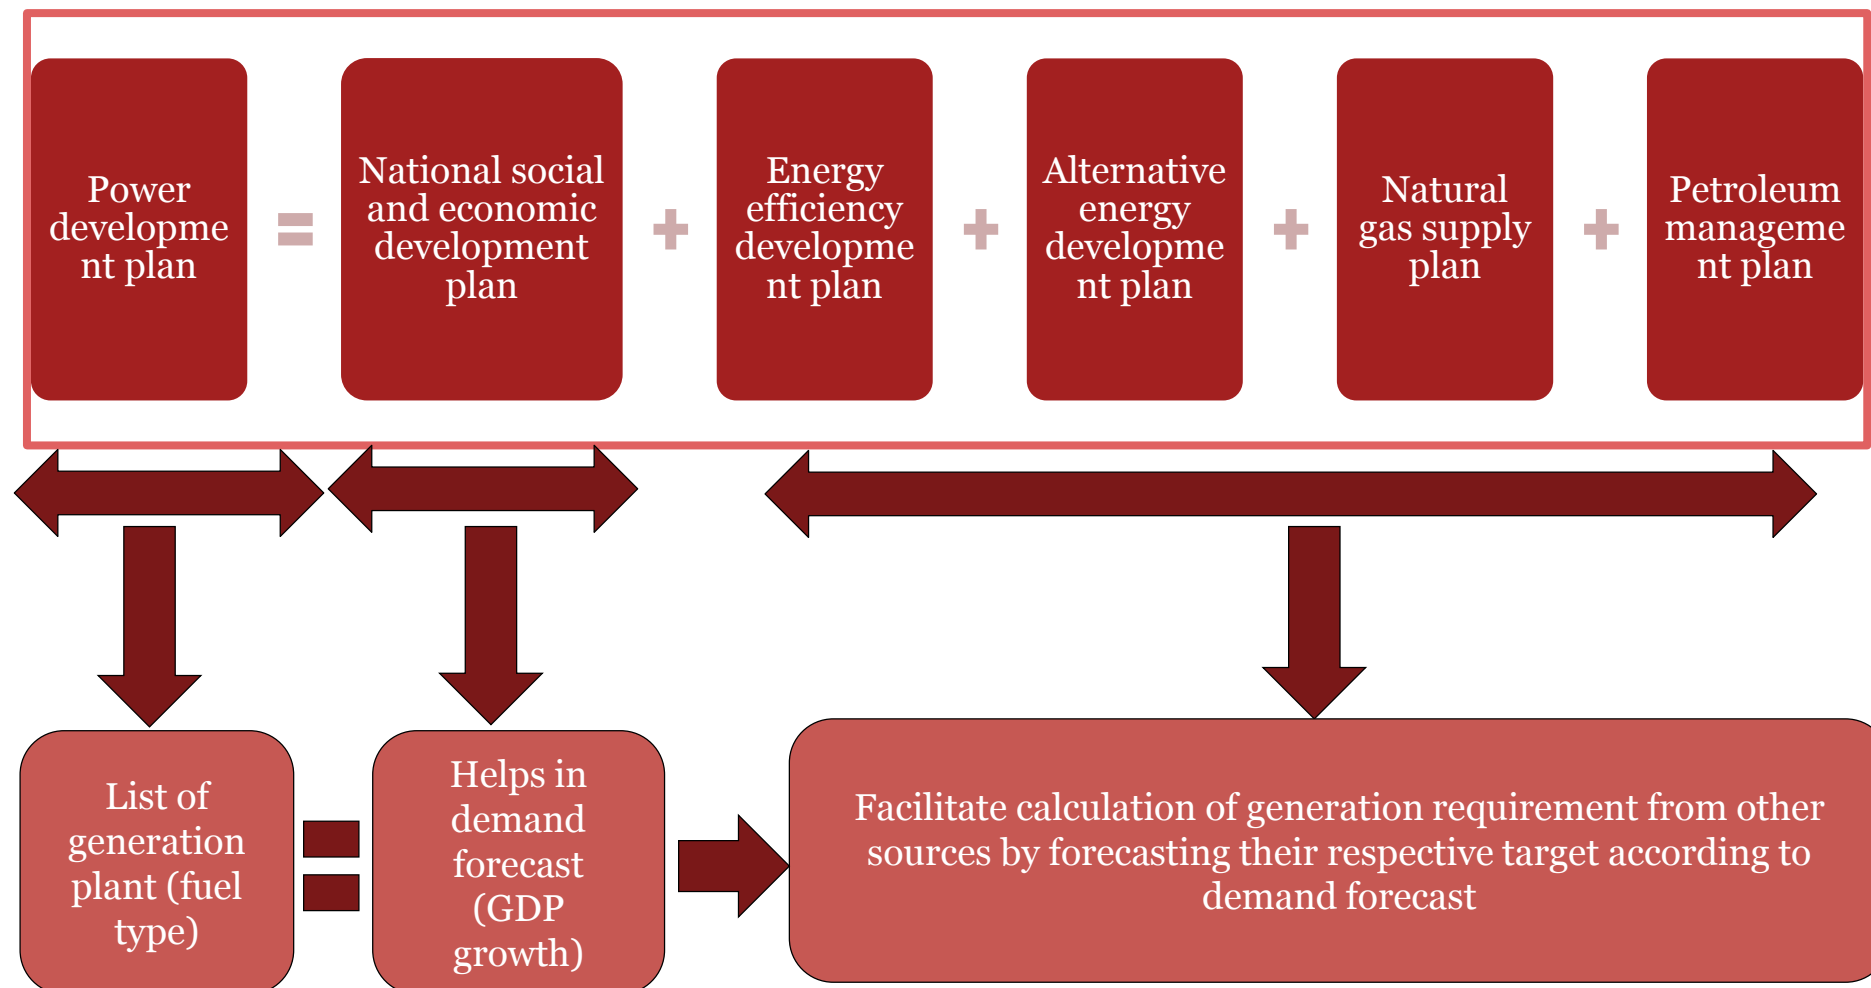 Power
developme
nt plan
=
National social
and economic
development
plan
+
Energy
efficiency
developme
nt plan
+
Alternative
energy
developme
nt plan
+
Natural
gas supply
plan
+
Petroleum
manageme
nt plan
List of
generation
plant (fuel
type)
Helps in
demand
forecast
(GDP
growth)
Facilitate calculation of generation requirement from other
sources by forecasting their respective target according to
demand forecast